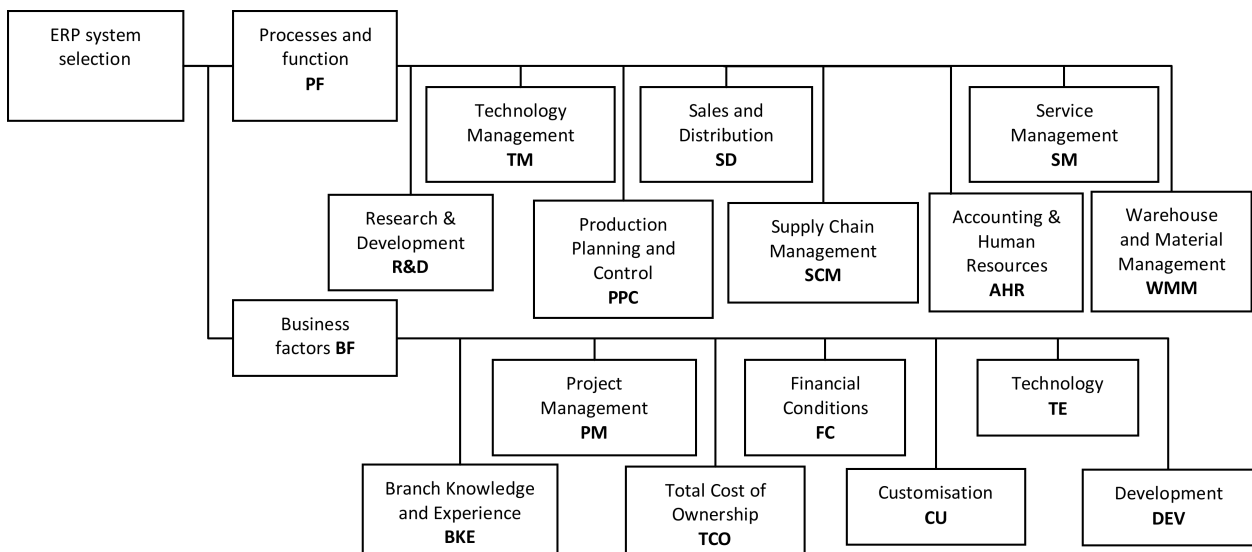 ERP system
selection
Processes and
function
PF
Technology
Management
TM
Sales and
Distribution
SD
Service
Management
SM
Research &
Development
R&D
Production
Planning and
Control
PPC
Supply Chain
Management
SCM
Accounting &
Human
Resources
AHR
Warehouse
and Material
Management
WMM
Business
factors BF
Project
Management
PM
Financial
Conditions
FC
Technology
TE
Branch Knowledge
and Experience
BKE
Total Cost of
Ownership
TCO
Customisation
CU
Development
DEV